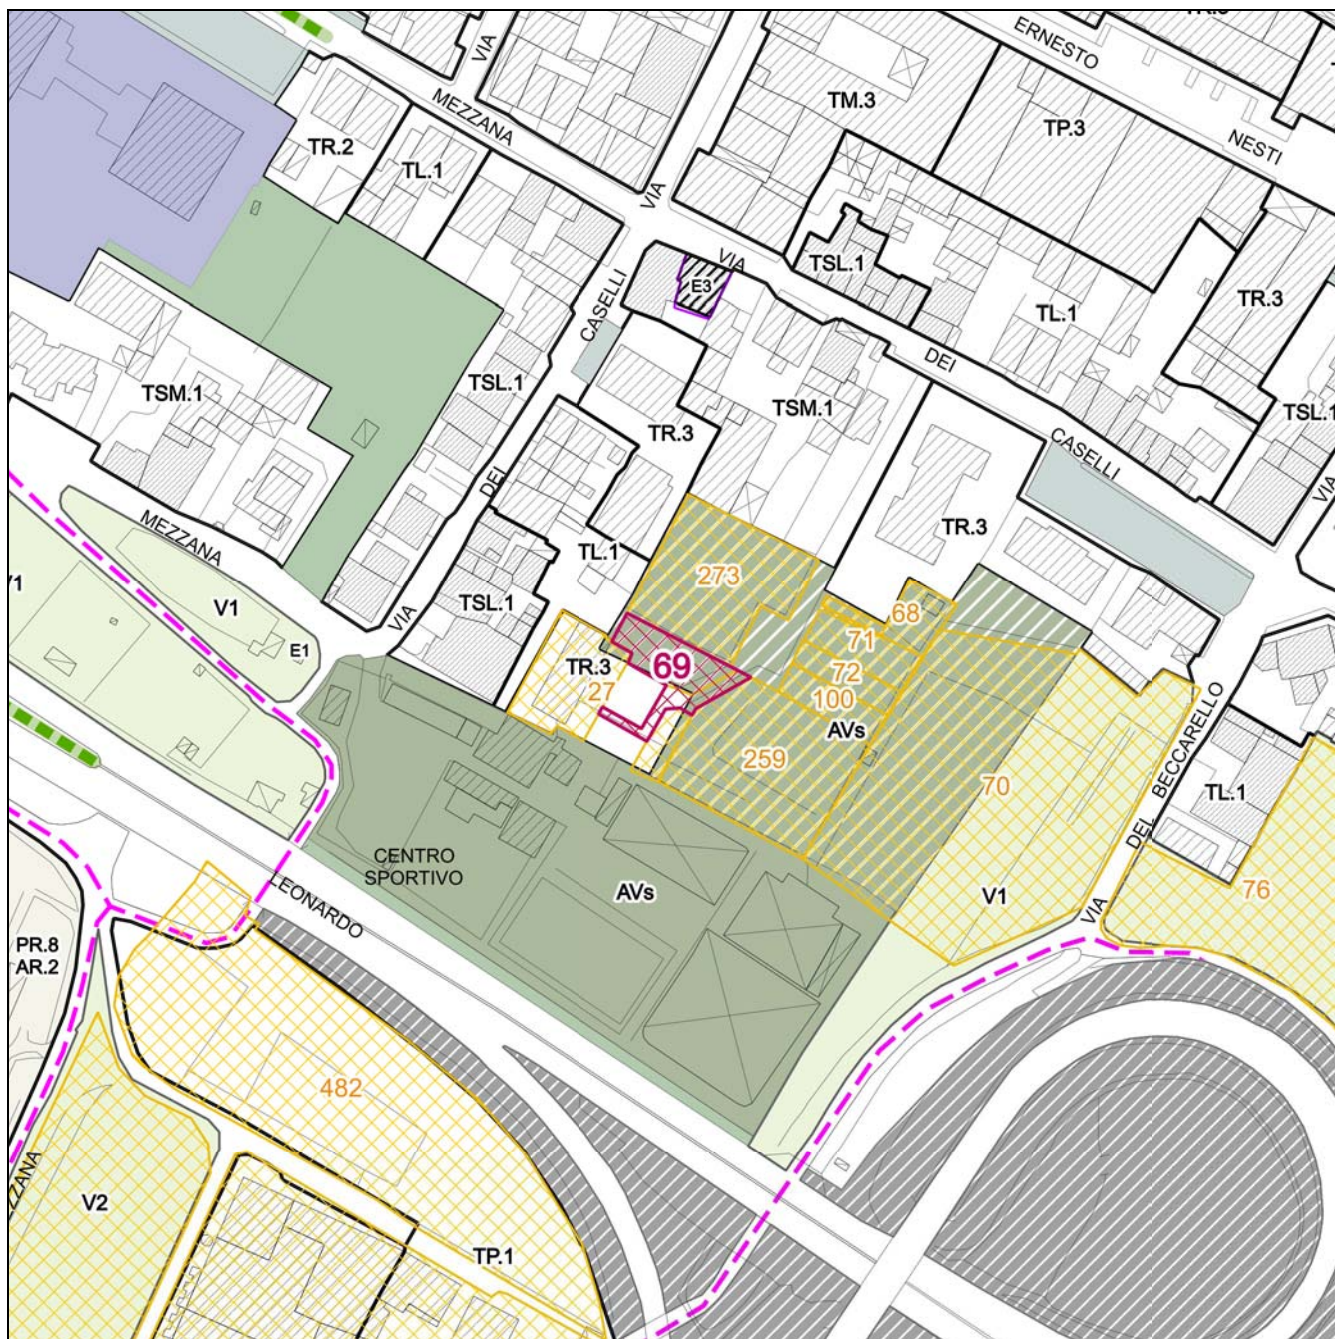 ERNESTO
VIA
MEZZANA
TM.3
TP.3
NESTI
TR.2
TL.1
VIA
VIA
TSL.1
E3
CASELLI
TR.3
TL.1
DEI
TSM.1
TSL.1
TSM.1
TR.3
TSL.1
CASELLI
DEI
VIA
MEZZANA
TR.3
TL.1
273
V1
TSL.1
68
71
E1
VIA
TR.3
69
72
27
100
AVs
259
70
DEL BECCARELLO
TL.1
CENTRO
SPORTIVO
AVs
V1
76
LEONARDO
VIA
PR.8
AR.2
482
V2
TP.1